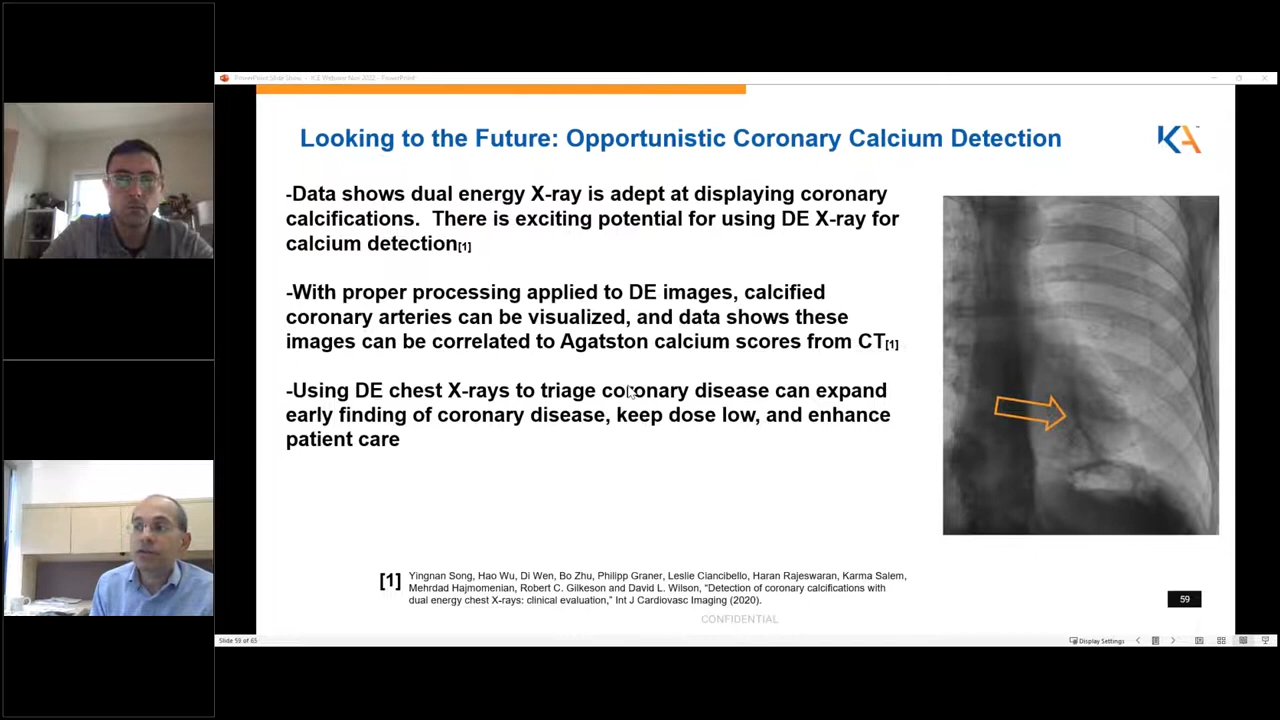 PowerPoint Slide Show - ICE Webinar Nov 2022 - PowerPoint
Looking to the Future: Opportunistic Coronary Calcium Detection
KA
-Data shows dual energy X-ray is adept at displaying coronary
calcifications. There is exciting potential for using DE X-ray for
calcium detection[1]
-With proper processing applied to DE images, calcified
coronary arteries can be visualized, and data shows these
images can be correlated to Agatston calcium scores from CT[1]
-Using DE chest X-rays to triage coronary disease can expand
early finding of coronary disease, keep dose low, and enhance
patient care
[1] Yingnan Song, Hao Wu, Di Wen, Bo Zhu, Philipp Graner, Leslie Ciancibello, Haran Rajeswaran, Karma Salem,
Mehrdad Hajmomenian, Robert C. Gilkeson and David L. Wilson, "Detection of coronary calcifications with
dual energy chest X-rays: clinical evaluation," Int J Cardiovasc Imaging (2020).
59
CONFIDENTIAL
Slide 59 of 65
Display Settings